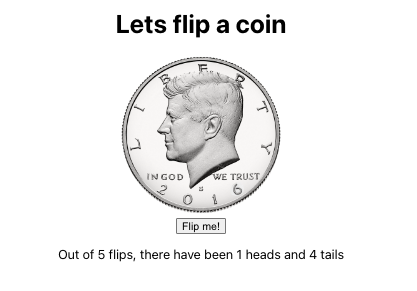 Lets flip a coin
LIBERTY
IN GOD WE TRUST
S
2016
Flip me!
Out of 5 flips, there have been 1 heads and 4 tails